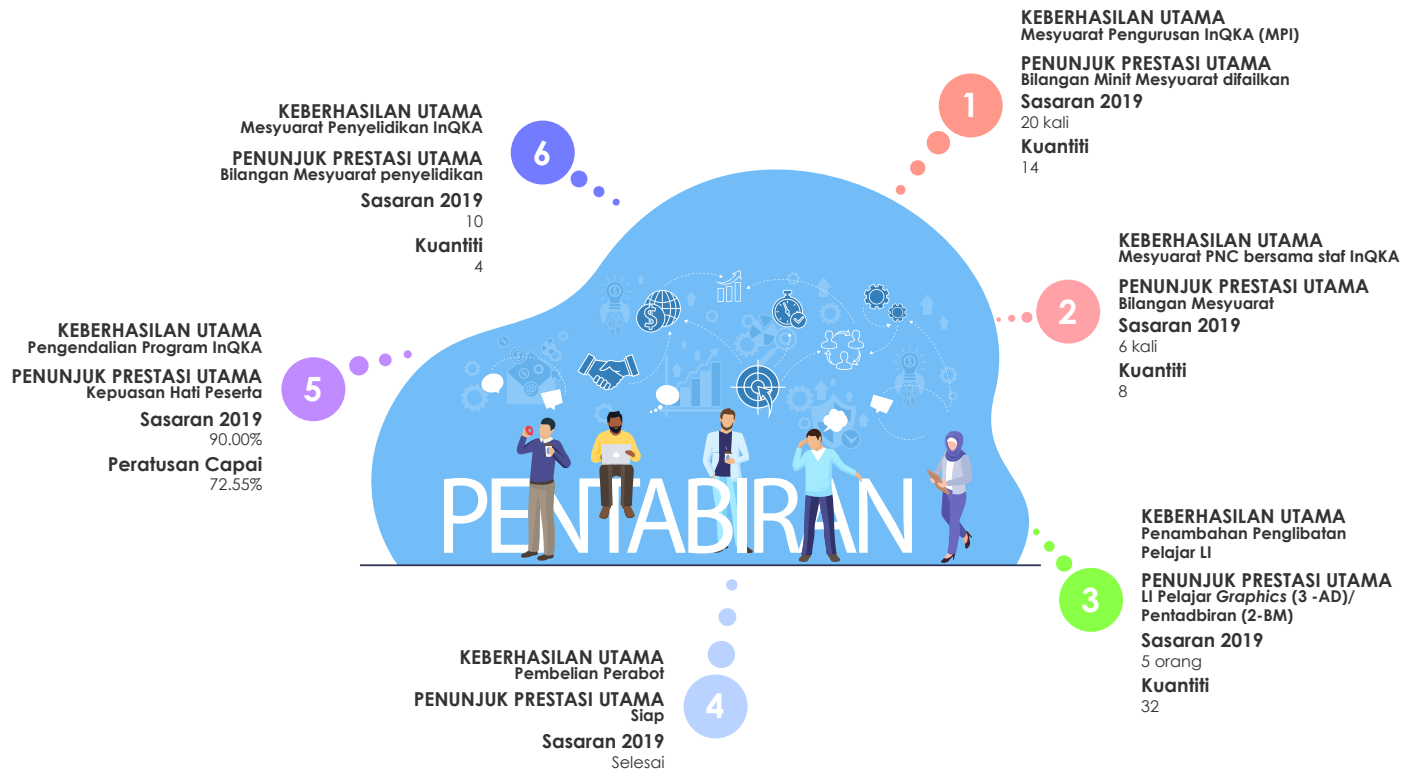 KEBERHASILAN UTAMA
Mesyuarat Pengurusan InQKA (MPI)
PENUNJUK PRESTASI UTAMA
Bilangan Minit Mesyuarat difailkan
Sasaran 2019
20 kali
Kuantiti
14
1
KEBERHASILAN UTAMA
Mesyuarat PNC bersama staf InQKA
PENUNJUK PRESTASI UTAMA
Bilangan Mesyuarat
Sasaran 2019
6 kali
Kuantiti
8
2
KEBERHASILAN UTAMA
Penambahan Penglibatan
Pelajar LI
PENUNJUK PRESTASI UTAMA
LI Pelajar Graphics (3 -AD)/
Pentadbiran (2-BM)
Sasaran 2019
5 orang
Kuantiti
32
3
KEBERHASILAN UTAMA
Pembelian Perabot
PENUNJUK PRESTASI UTAMA
Siap
Sasaran 2019
Selesai
4
KEBERHASILAN UTAMA
Pengendalian Program InQKA
PENUNJUK PRESTASI UTAMA
Kepuasan Hati Peserta
Sasaran 2019
90.00%
Peratusan Capai
72.55%
5
KEBERHASILAN UTAMA
Mesyuarat Penyelidikan InQKA
PENUNJUK PRESTASI UTAMA
Bilangan Mesyuarat penyelidikan
Sasaran 2019
10
Kuantiti
4
6
PENTABIRAN